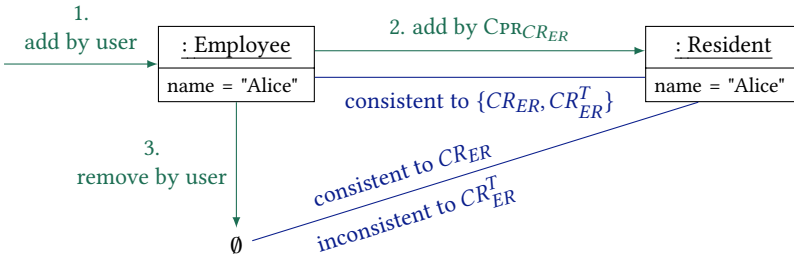 1.
add by user
: Employee
name = "Alice"
2. add by CPR_{CR_{ER}}
: Resident
name = "Alice"
consistent to {CR_{ER}, CR_{ER}^T}
3.
remove by user
consistent to CR_{ER}
inconsistent to CR_{ER}^T
∅